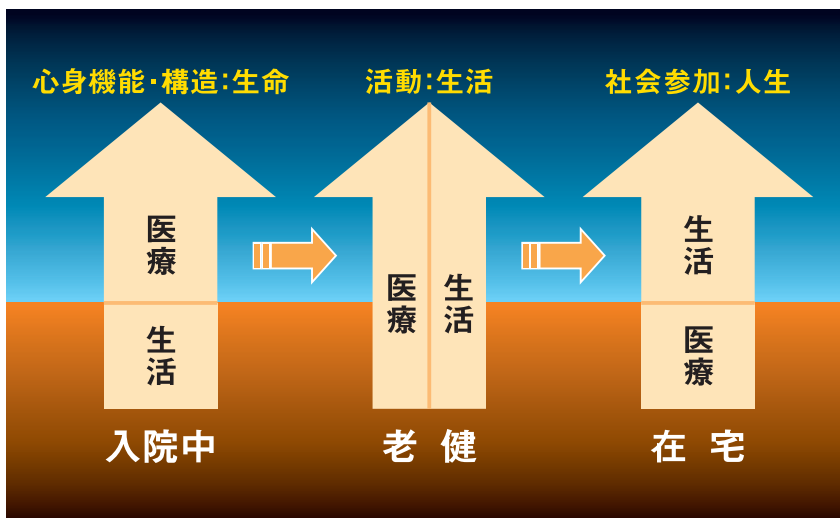 心身機能・構造:生命
活動:生活
社会参加:人生
医療
生活
医療
生活
生活
医療
入院中
老健
在宅